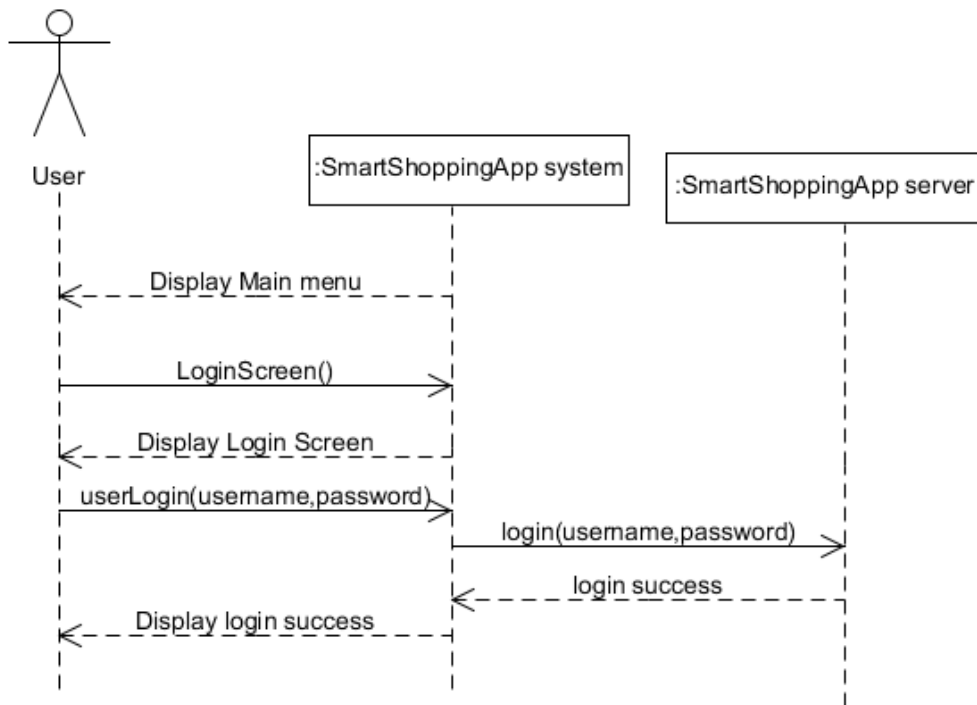 User
:SmartShoppingApp system
:SmartShoppingApp server
Display Main menu
LoginScreen()
Display Login Screen
userLogin(username,password)
login(username,password)
login success
Display login success